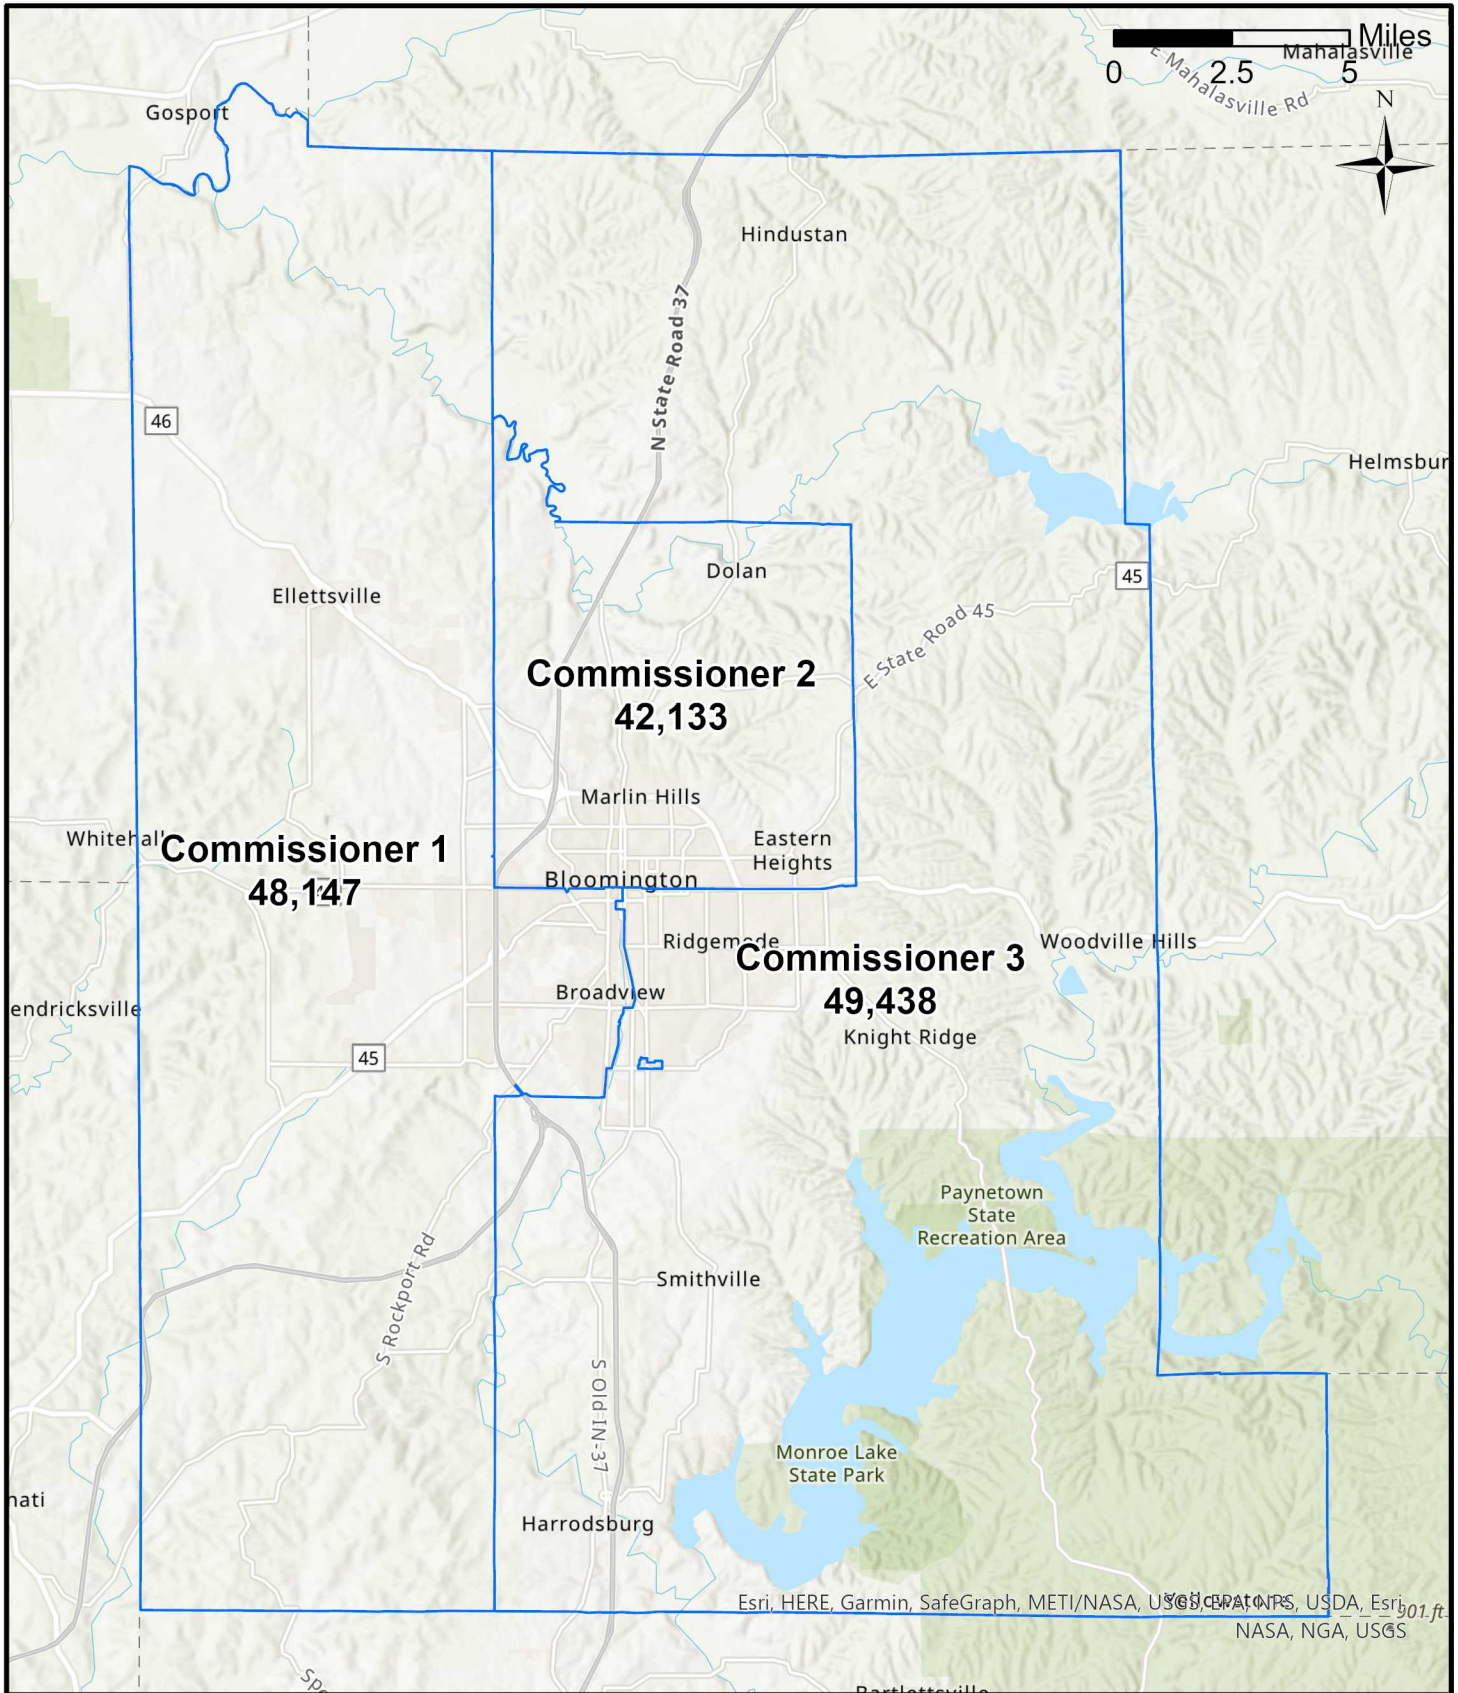 Miles
0 2.5 5
Mahalasville
E Mahalasville Rd
N
Gosport
Hindustan
N State Road 37
46
Helmsbur
Ellettsville
Dolan
45
E State Road 45
Commissioner 2
42,133
Marlin Hills
Eastern
Heights
Whitehall
Commissioner 1
48,147
Bloomington
Ridgemede
Woodville Hills
Commissioner 3
49,438
Broadview
endricksville
Knight Ridge
45
Paynetown
State
Recreation Area
S Rockport Rd
Smithville
S Old IN-37
Monroe Lake
State Park
nati
Harrodsburg
Esri, HERE, Garmin, SafeGraph, METI/NASA, USGS, EPA, NPS, USDA, Esri,
NASA, NGA, USGS
901 ft
Spe
Bartlettsville